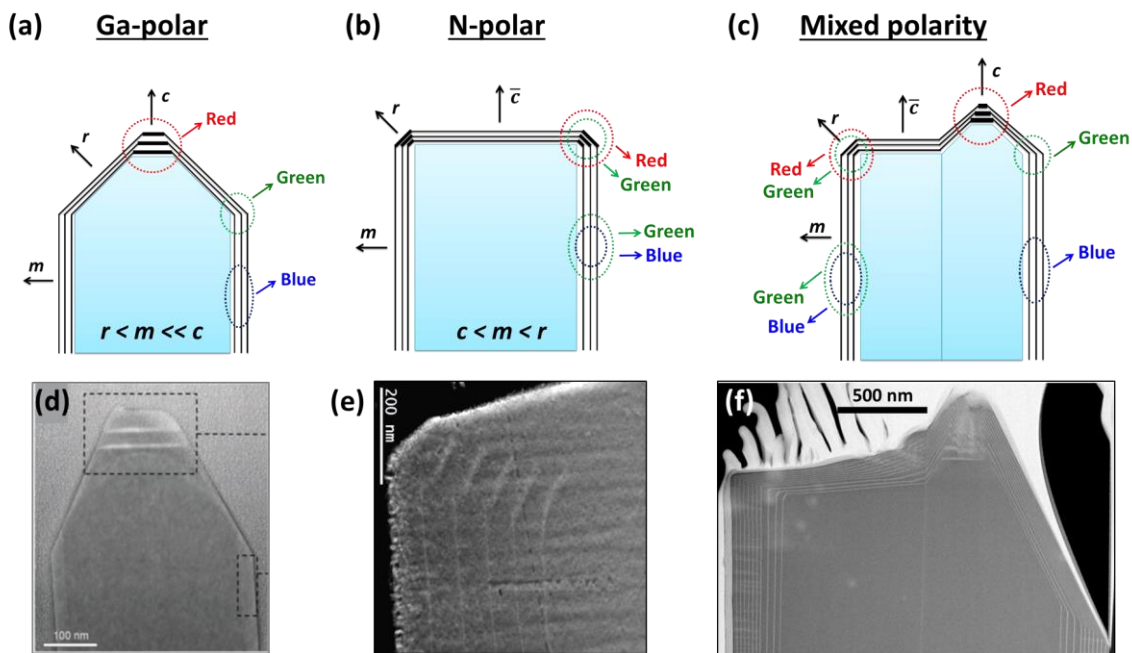 (a) Ga-polar
(b) N-polar
(c) Mixed polarity
c
r
Red
Green
m
Blue
r < m << c
c̄
r
Red
Green
m
Green
Blue
c < m < r
c
c̄
r
Red
Red
Green
Green
m
Green
Blue
Blue
(d)
100 nm
(e)
200 nm
(f)
500 nm